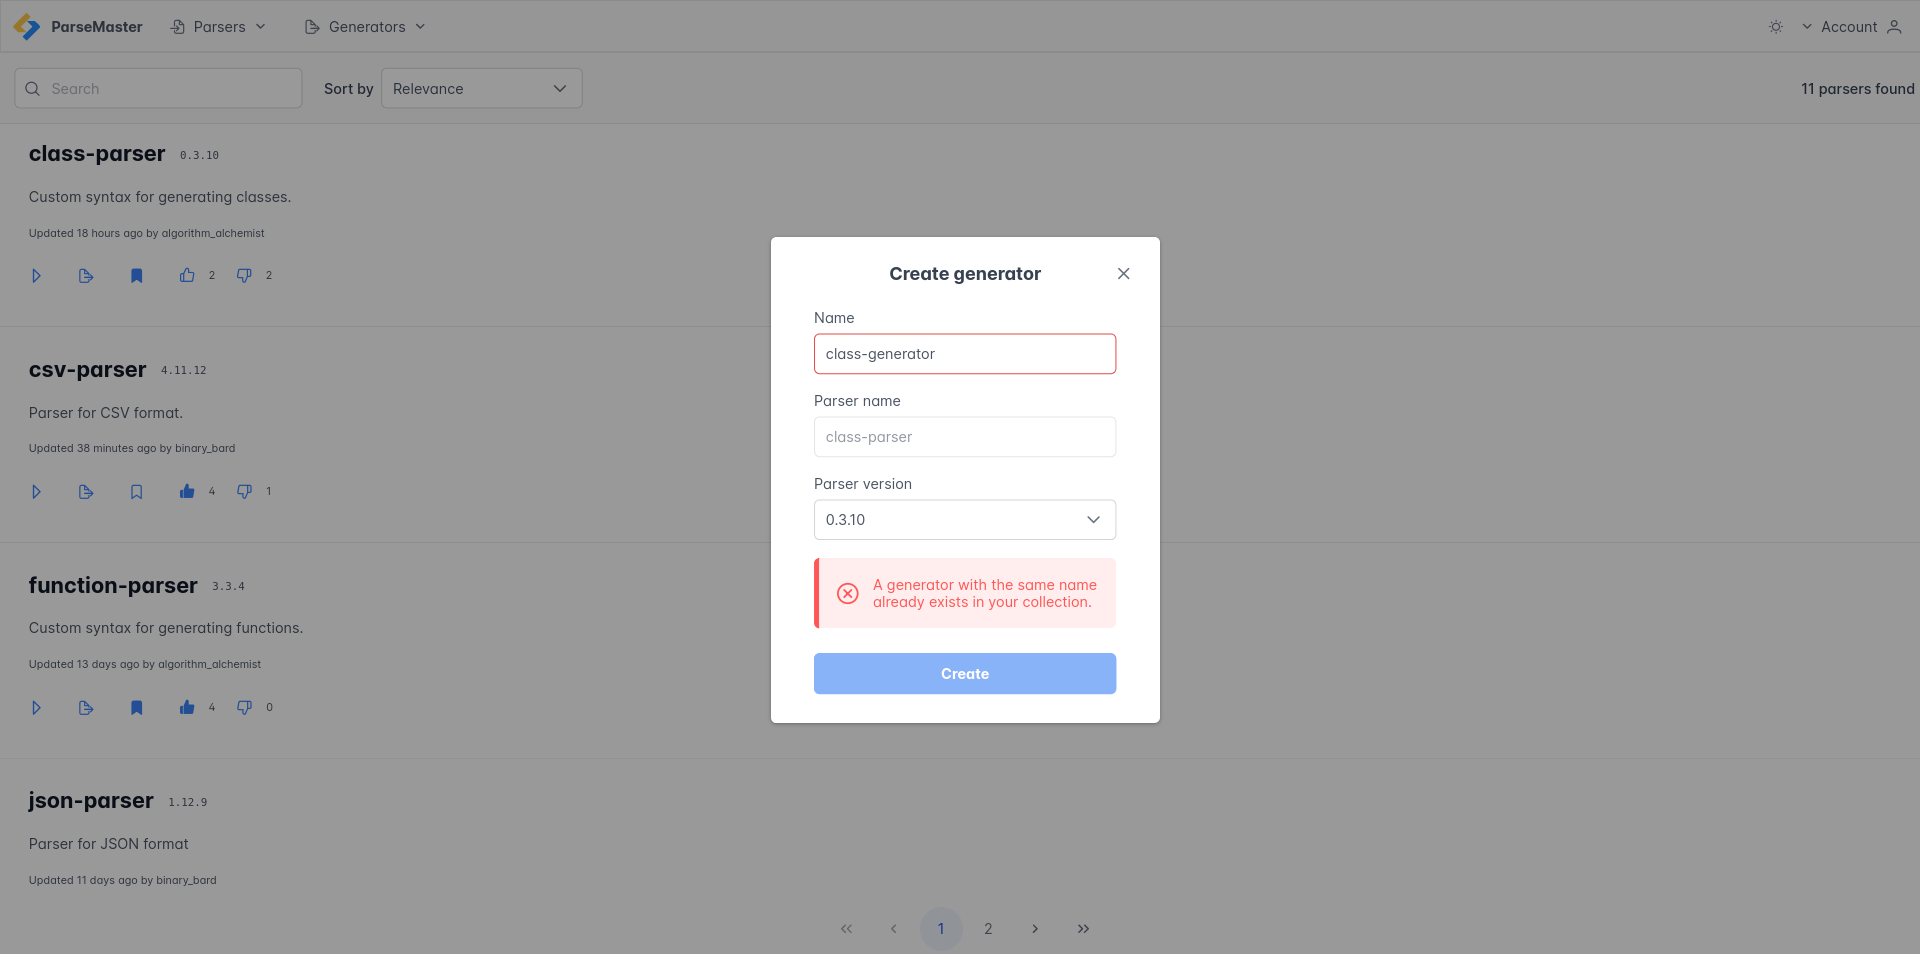 ParseMaster
Parsers
Generators
Account
Search
Sort by
Relevance
11 parsers found
class-parser 0.3.10
Custom syntax for generating classes.
Updated 18 hours ago by algorithm_alchemist
2
2
csv-parser 4.11.12
Parser for CSV format.
Updated 38 minutes ago by binary_bard
4
1
function-parser 3.3.4
Custom syntax for generating functions.
Updated 13 days ago by algorithm_alchemist
4
0
json-parser 1.12.9
Parser for JSON format
Updated 11 days ago by binary_bard
1
2
Create generator
Name
class-generator
Parser name
class-parser
Parser version
0.3.10
A generator with the same name
already exists in your collection.
Create